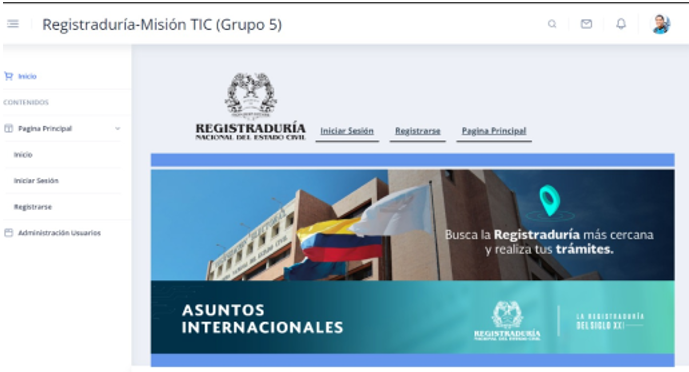 Registraduría-Misión TIC (Grupo 5)
Inicio
CONTENIDOS
Pagina Principal
Inicio
Iniciar Sesión
Registrarse
Administración Usuarios
REGISTRADURÍA
NACIONAL DEL ESTADO CIVIL
Iniciar Sesión
Registrarse
Pagina Principal
Busca la Registraduría más cercana
y realiza tus trámites.
ASUNTOS
INTERNACIONALES
REGISTRADURÍA
NACIONAL DEL ESTADO CIVIL
LA REGISTRADURÍA
DEL SIGLO XXI